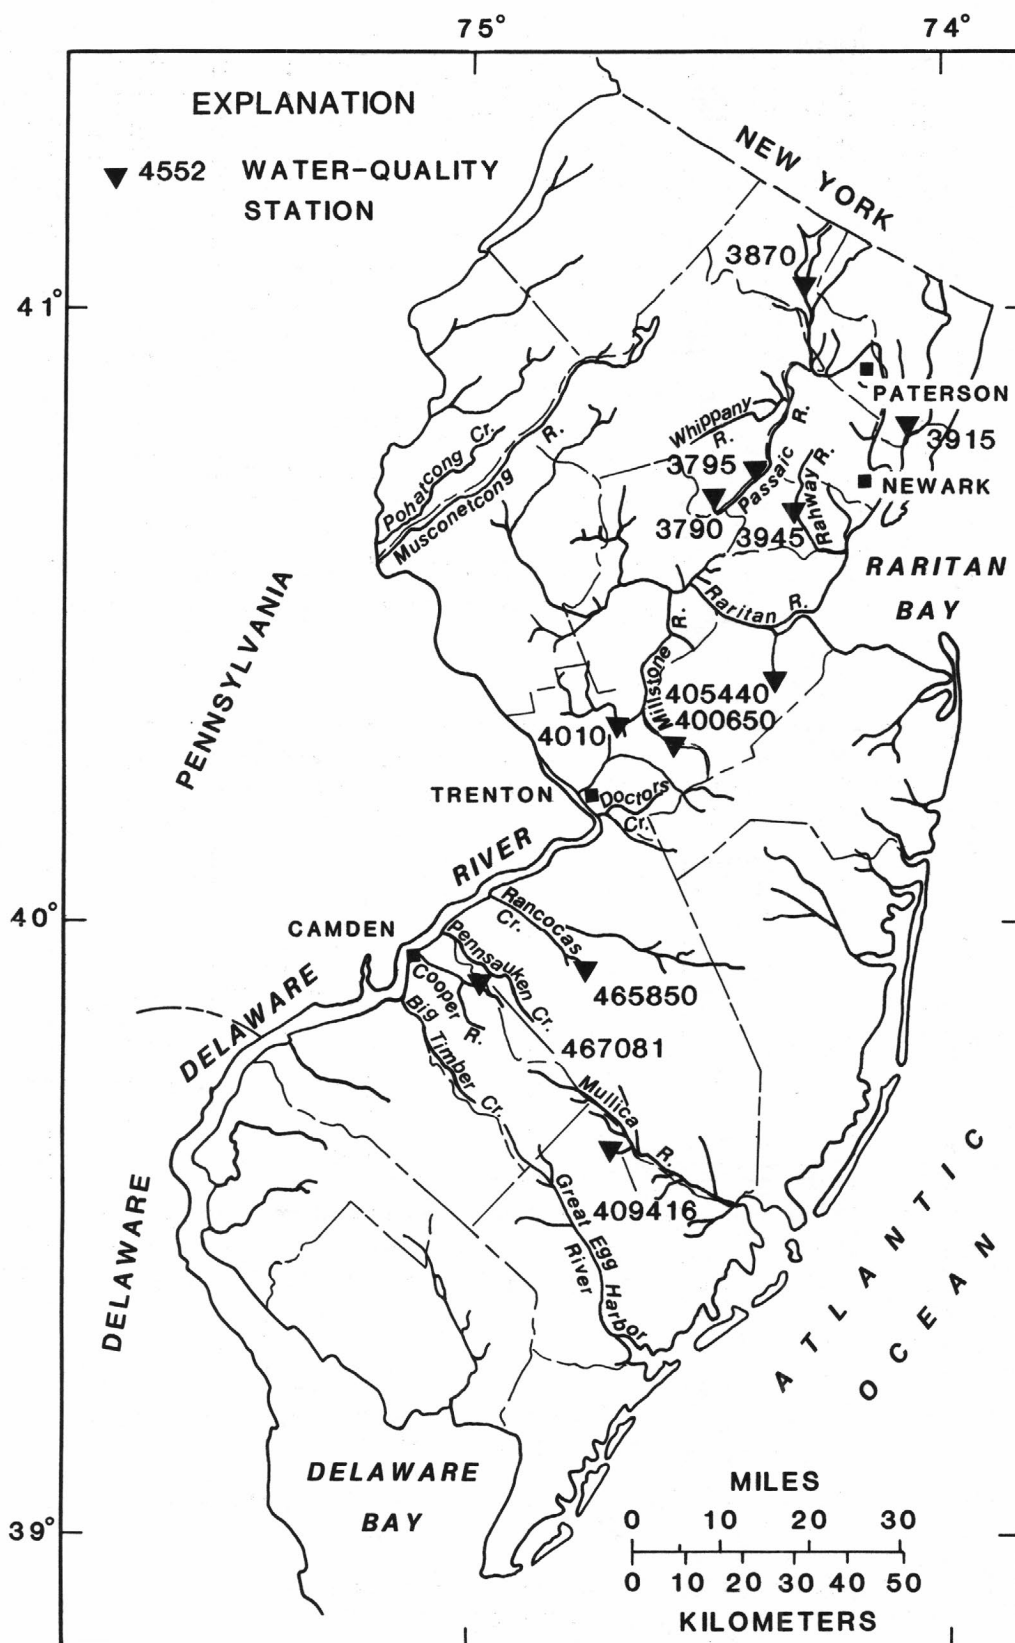 75° 74°
EXPLANATION
4552 WATER-QUALITY
STATION
NEW YORK
3870
41°
PATERSON
Whippany
R.
3915
Pohatcong Cr.
Musconetcong R.
3795
Passaic R.
Rahway R.
NEWARK
3790
3945
RARITAN
BAY
Raritan R.
PENNSYLVANIA
Millstone R.
405440
400650
4010
TRENTON
Doctors
Cr.
RIVER
40°
CAMDEN
Rancocas
Cr.
Pennsauken Cr.
465850
DELAWARE
Cooper R.
467081
Big Timber Cr.
Mullica R.
409416
Great Egg Harbor
River
DELAWARE
ATLANTIC
OCEAN
DELAWARE
BAY
39°
MILES
0 10 20 30
0 10 20 30 40 50
KILOMETERS